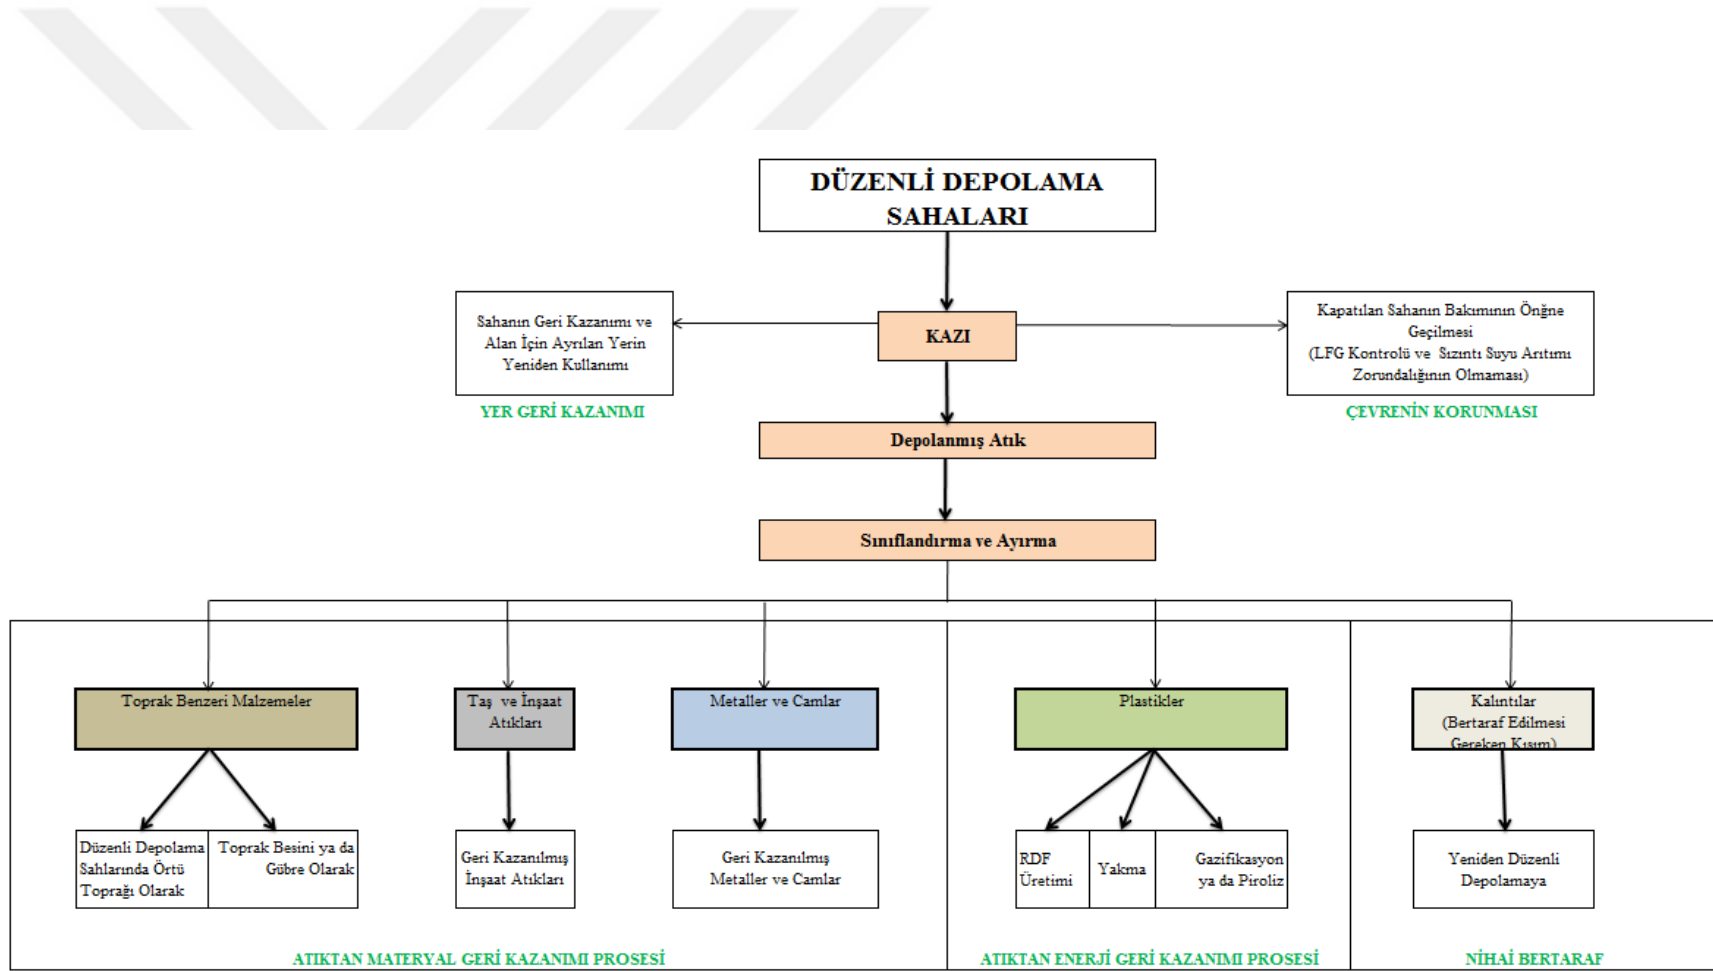 DÜZENLİ DEPOLAMA
SAHALARI
Sahanın Geri Kazanımı ve
Alan İçin Ayrılan Yerin
Yeniden Kullanımı
YER GERİ KAZANIMI
KAZI
Kapatılan Sahanın Bakımının Önğne
Geçilmesi
(LFG Kontrolü ve Sızıntı Suyu Arıtımı
Zorundalığının Olmaması)
ÇEVRENİN KORUNMASI
Depolanmış Atık
Sınıflandırma ve Ayırma
Toprak Benzeri Malzemeler
Taş ve İnşaat
Atıkları
Metaller ve Camlar
Plastikler
Kalıntılar
(Bertaraf Edilmesi
Gereken Kısım)
Düzenli Depolama
Sahlarında Örtü
Toprağı Olarak
Toprak Besini ya da
Gübre Olarak
Geri Kazanılmış
İnşaat Atıkları
Geri Kazanılmış
Metaller ve Camlar
RDF
Üretimi
Yakma
Gazifikasyon
ya da Piroliz
Yeniden Düzenli
Depolamaya
ATIKTAN MATERYAL GERİ KAZANIMI PROSESİ
ATIKTAN ENERJİ GERİ KAZANIMI PROSESİ
NİHAİ BERTARAF